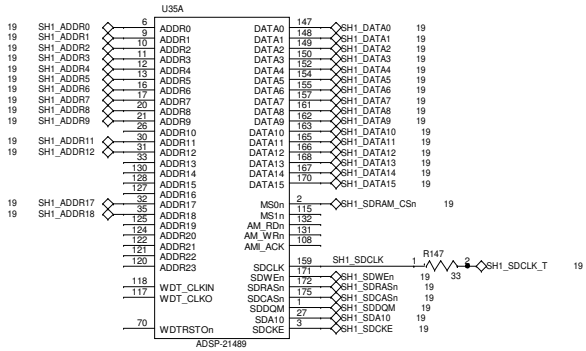 U35A
19 SH1_ADDR0 6 ADDR0 DATA0 147 SH1_DATA0 19
19 SH1_ADDR1 9 ADDR1 DATA1 148 SH1_DATA1 19
19 SH1_ADDR2 10 ADDR2 DATA2 149 SH1_DATA2 19
19 SH1_ADDR3 11 ADDR3 DATA3 150 SH1_DATA3 19
19 SH1_ADDR4 12 ADDR4 DATA4 152 SH1_DATA4 19
19 SH1_ADDR5 13 ADDR5 DATA5 154 SH1_DATA5 19
19 SH1_ADDR6 16 ADDR6 DATA6 155 SH1_DATA6 19
19 SH1_ADDR7 17 ADDR7 DATA7 157 SH1_DATA7 19
19 SH1_ADDR8 20 ADDR8 DATA8 161 SH1_DATA8 19
19 SH1_ADDR9 21 ADDR9 DATA9 162 SH1_DATA9 19
26 ADDR10 DATA10 163 SH1_DATA10 19
19 SH1_ADDR11 30 ADDR11 DATA11 165 SH1_DATA11 19
19 SH1_ADDR12 31 ADDR12 DATA12 166 SH1_DATA12 19
33 ADDR13 DATA13 168 SH1_DATA13 19
130 ADDR14 DATA14 167 SH1_DATA14 19
128 ADDR15 DATA15 170 SH1_DATA15 19
127 ADDR16
19 SH1_ADDR17 32 ADDR17 MS0n 2 SH1_SDRAM_CSn 19
19 SH1_ADDR18 35 ADDR18 MS1n 115
125 ADDR19 AM_RDn 132
124 ADDR20 AM_WRn 131
122 ADDR21 AMI_ACK 108
121 ADDR22
120 ADDR23 SDCLK 159 SH1_SDCLK 1 R147 33 2 SH1_SDCLK_T 19
SDWEn 171 SH1_SDWEn 19
118 WDT_CLKIN SDRASn 172 SH1_SDRASn 19
117 WDT_CLKO SDCASn 175 SH1_SDCASn 19
SDDQM 1 SH1_SDDQM 19
SDA10 27 SH1_SDA10 19
70 WDTRSTOn SDCKE 3 SH1_SDCKE 19
ADSP-21489